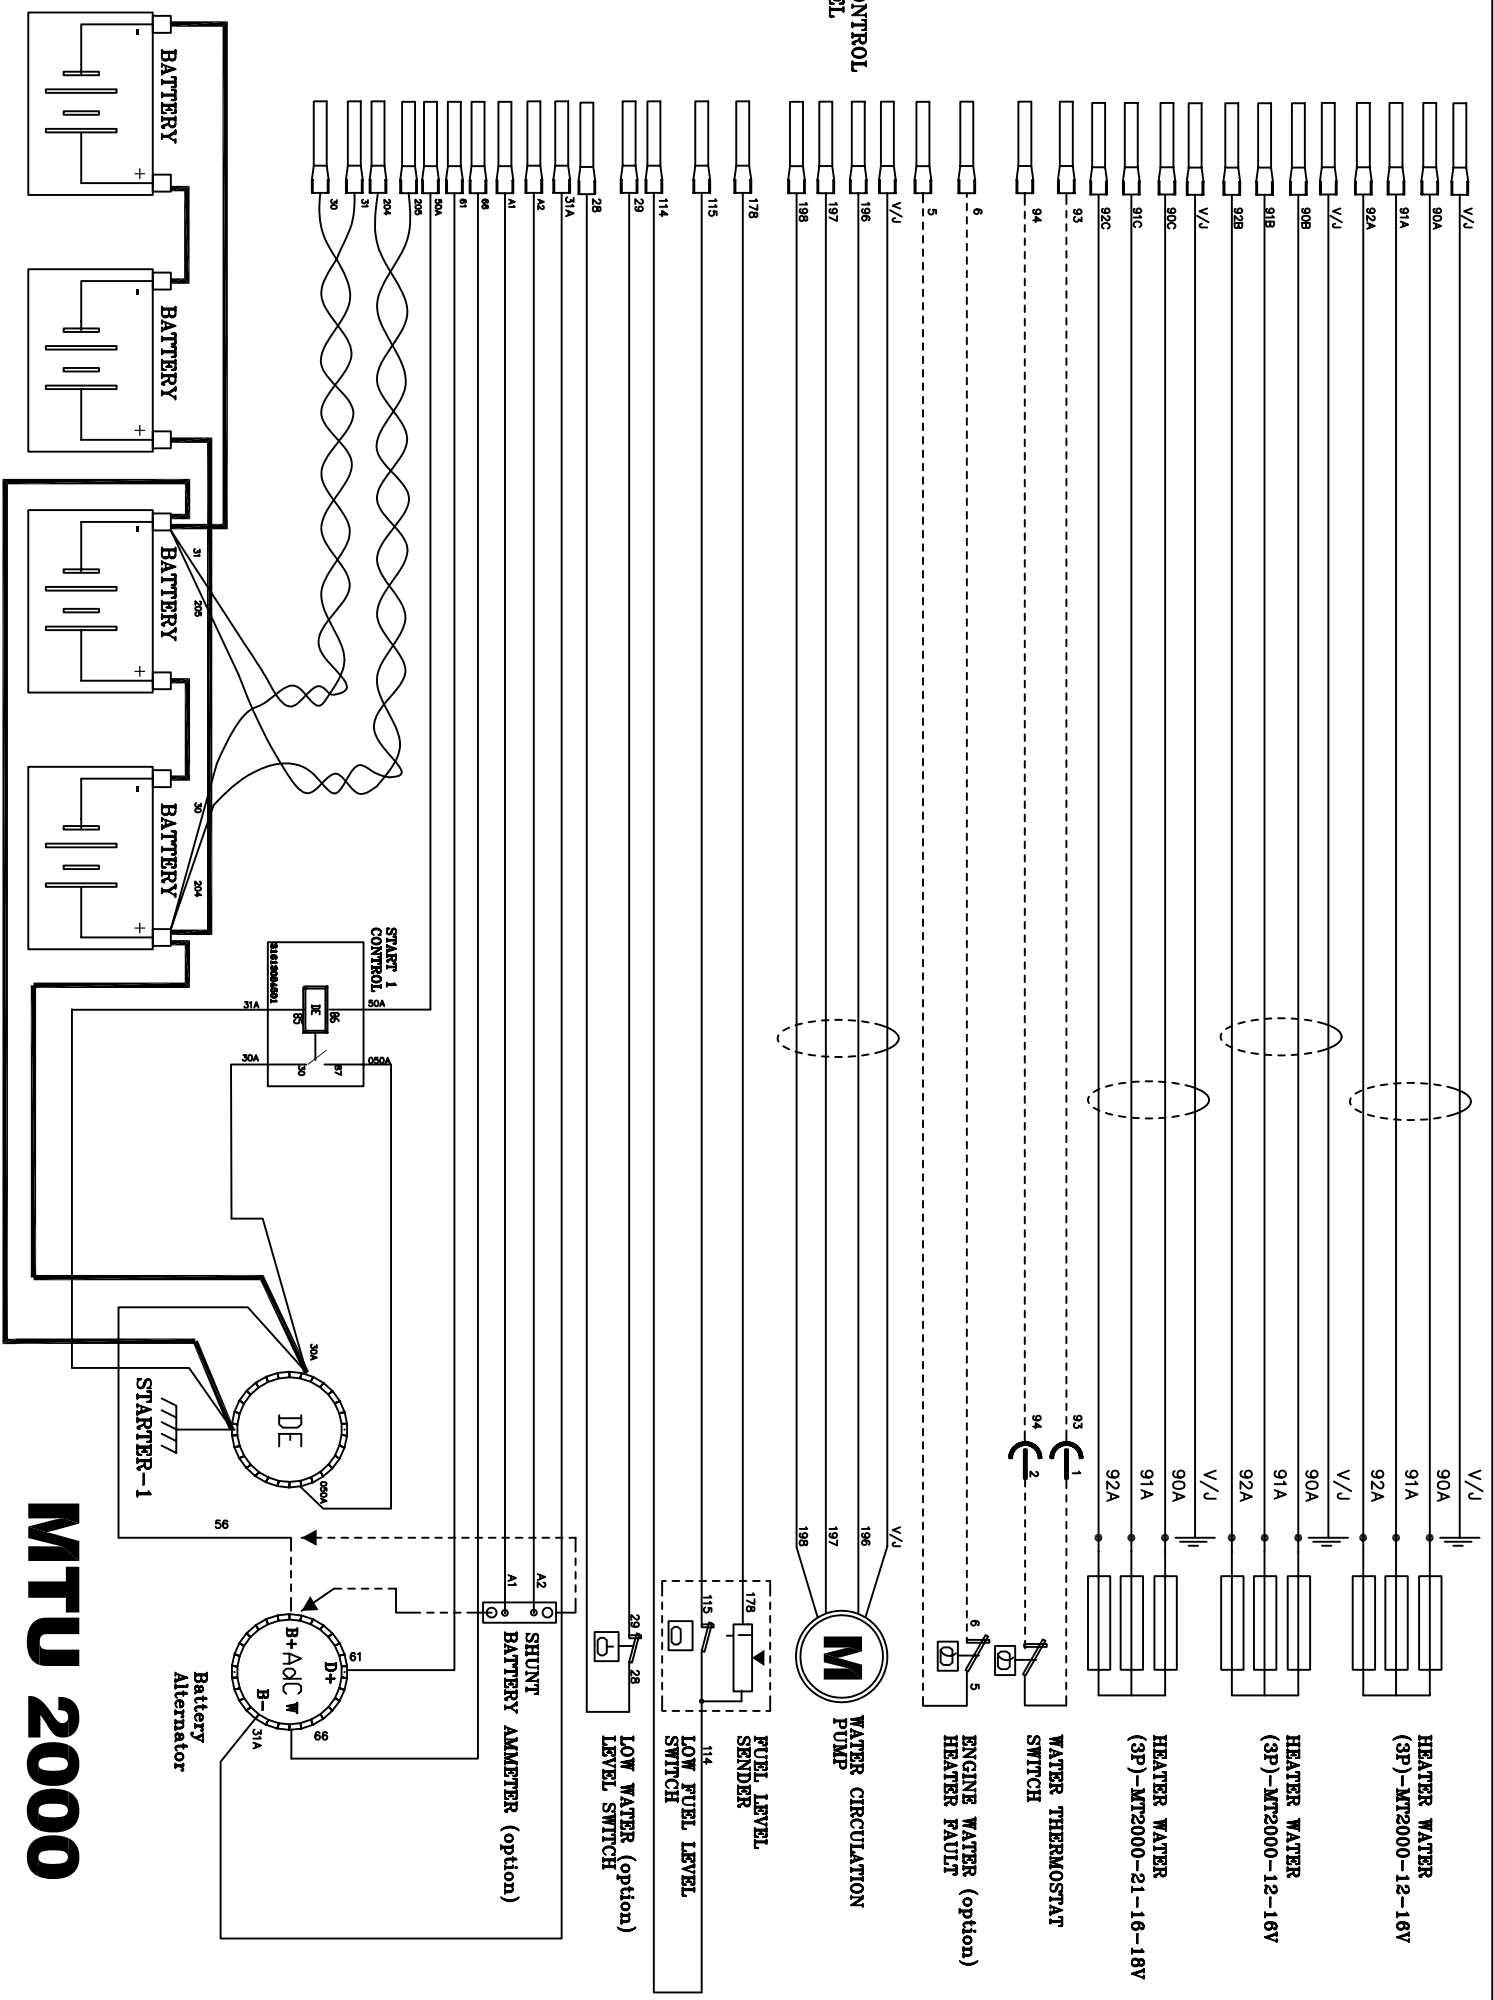 CONTROL
EL
V/J
90A
91A
92A
V/J
90B
91B
92B
V/J
90C
91C
92C
93
94
6
5
V/J
196
197
198
178
115
114
29
28
31A
A2
A1
66
61
50A
205
204
31
30
V/J
90A
91A
92A
V/J
90A
91A
92A
V/J
90A
91A
92A
HEATER WATER
(3P)-MT2000-12-16V
HEATER WATER
(3P)-MT2000-12-16V
HEATER WATER
(3P)-MT2000-21-16-18V
93
1
94
2
WATER THERMOSTAT
SWITCH
6
5
ENGINE WATER (option)
HEATER FAULT
V/J
196
197
198
M
WATER CIRCULATION
PUMP
178
FUEL LEVEL
SENDER
115
114
LOW FUEL LEVEL
SWITCH
29
28
LOW WATER (option)
LEVEL SWITCH
A2
A1
SHUNT
BATTERY AMMETER (option)
61
66
31A
D+
B+
AdC
W
B-
Battery
Alternator
56
START 1
CONTROL
50A
31A
86
DE
85
050A
30A
87
30
30A
DE
050A
STARTER-1
-
BATTERY
+
-
BATTERY
+
31
205
-
BATTERY
+
30
204
-
BATTERY
+
MTU 2000